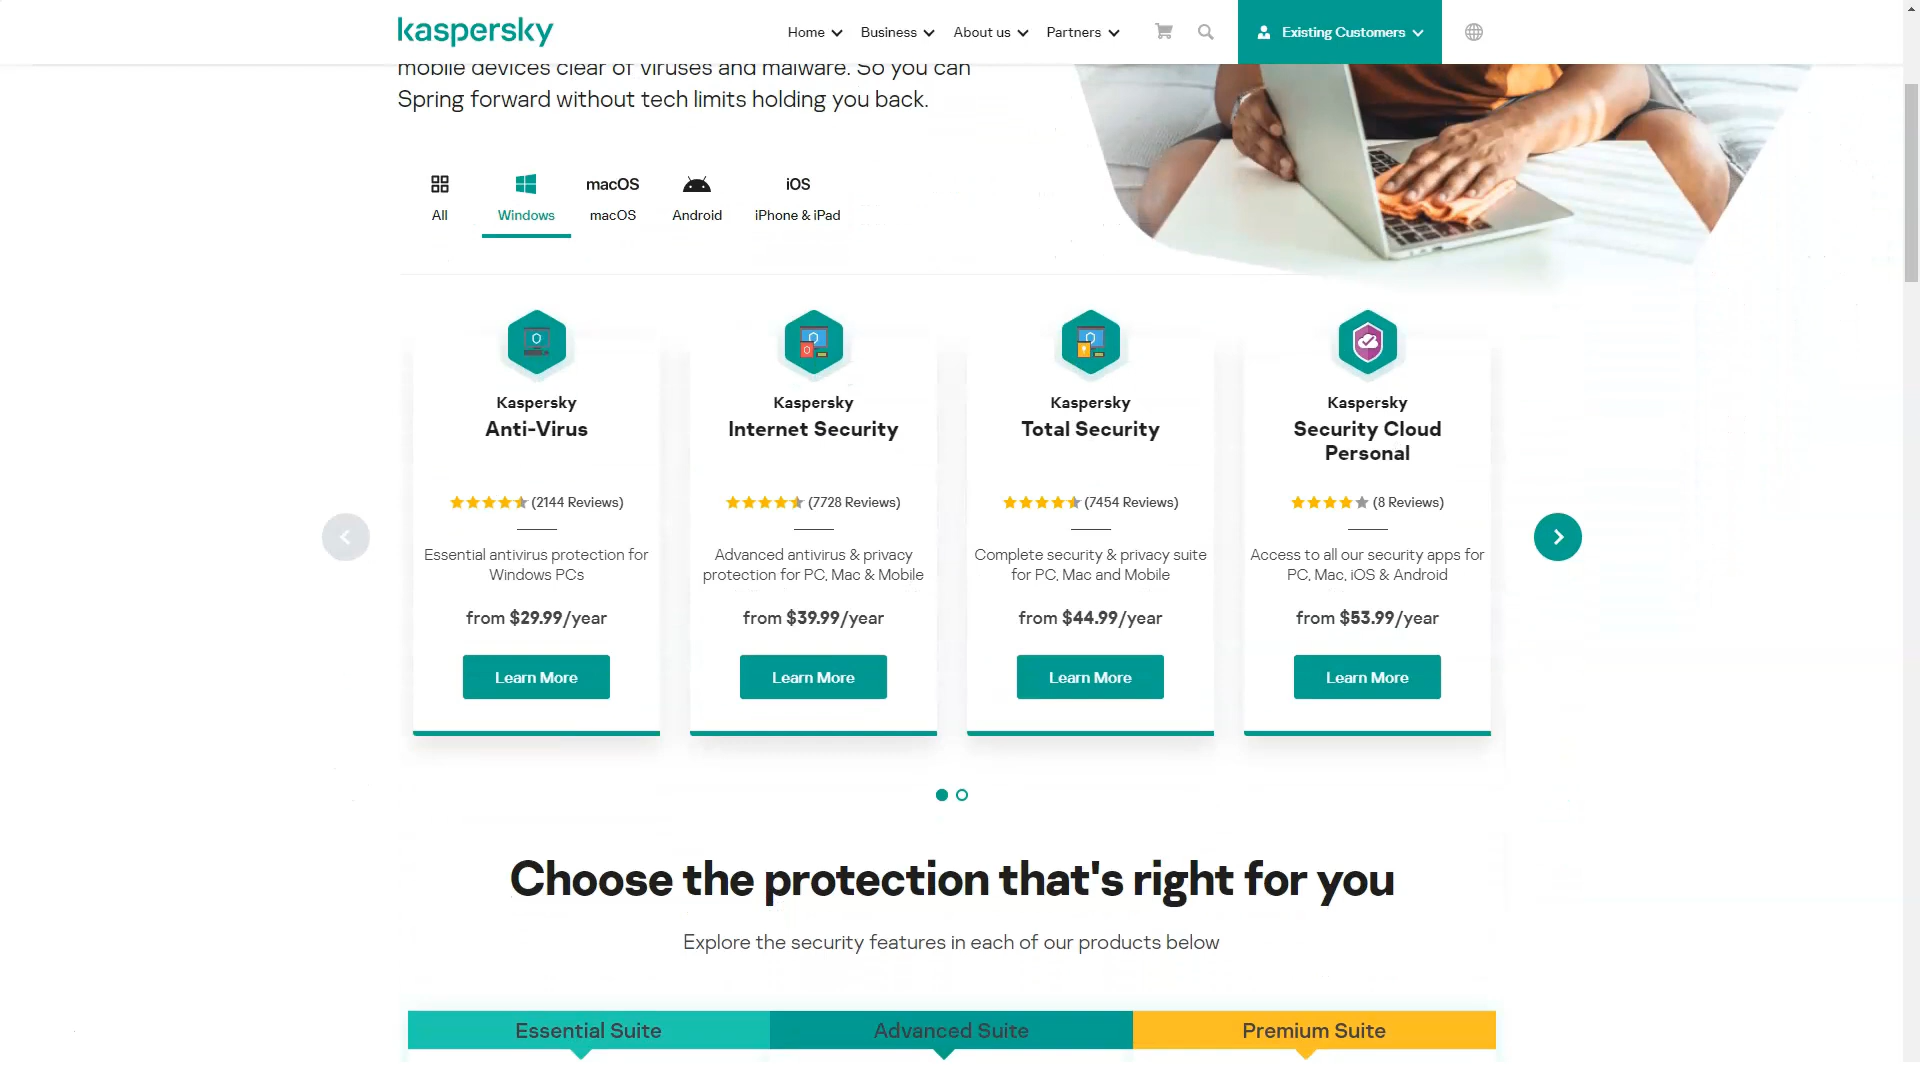 kaspersky
Home
Business
About us
Partners
Existing Customers
mobile devices clear of viruses and malware. So you can
Spring forward without tech limits holding you back.
All
Windows
macOS
macOS
Android
iOS
iPhone & iPad
Kaspersky
Anti-Virus
(2144 Reviews)
Essential antivirus protection for
Windows PCs
from $29.99/year
Learn More
Kaspersky
Internet Security
(7728 Reviews)
Advanced antivirus & privacy
protection for PC, Mac & Mobile
from $39.99/year
Learn More
Kaspersky
Total Security
(7454 Reviews)
Complete security & privacy suite
for PC, Mac and Mobile
from $44.99/year
Learn More
Kaspersky
Security Cloud
Personal
(8 Reviews)
Access to all our security apps for
PC, Mac, iOS & Android
from $53.99/year
Learn More
Choose the protection that's right for you
Explore the security features in each of our products below
Essential Suite
Advanced Suite
Premium Suite